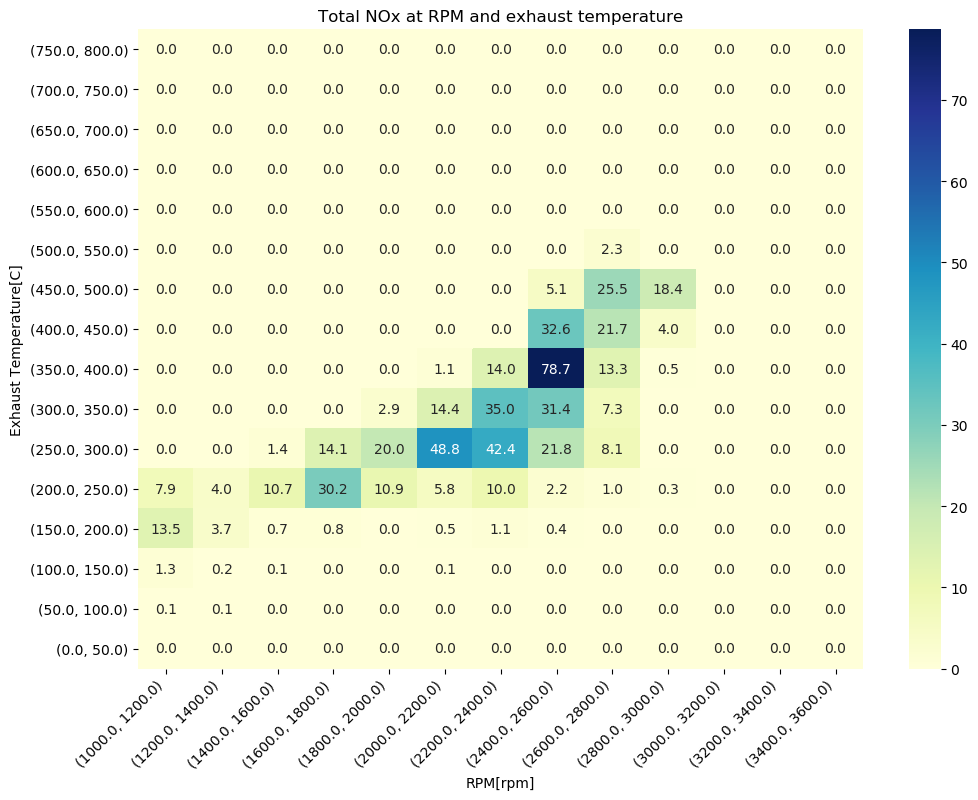 Total NOx at RPM and exhaust temperature
Exhaust Temperature[C]
(750.0, 800.0) 0.0 0.0 0.0 0.0 0.0 0.0 0.0 0.0 0.0 0.0 0.0 0.0 0.0
(700.0, 750.0) 0.0 0.0 0.0 0.0 0.0 0.0 0.0 0.0 0.0 0.0 0.0 0.0 0.0
(650.0, 700.0) 0.0 0.0 0.0 0.0 0.0 0.0 0.0 0.0 0.0 0.0 0.0 0.0 0.0
(600.0, 650.0) 0.0 0.0 0.0 0.0 0.0 0.0 0.0 0.0 0.0 0.0 0.0 0.0 0.0
(550.0, 600.0) 0.0 0.0 0.0 0.0 0.0 0.0 0.0 0.0 0.0 0.0 0.0 0.0 0.0
(500.0, 550.0) 0.0 0.0 0.0 0.0 0.0 0.0 0.0 0.0 2.3 0.0 0.0 0.0 0.0
(450.0, 500.0) 0.0 0.0 0.0 0.0 0.0 0.0 0.0 5.1 25.5 18.4 0.0 0.0 0.0
(400.0, 450.0) 0.0 0.0 0.0 0.0 0.0 0.0 0.0 32.6 21.7 4.0 0.0 0.0 0.0
(350.0, 400.0) 0.0 0.0 0.0 0.0 0.0 1.1 14.0 78.7 13.3 0.5 0.0 0.0 0.0
(300.0, 350.0) 0.0 0.0 0.0 0.0 2.9 14.4 35.0 31.4 7.3 0.0 0.0 0.0 0.0
(250.0, 300.0) 0.0 0.0 1.4 14.1 20.0 48.8 42.4 21.8 8.1 0.0 0.0 0.0 0.0
(200.0, 250.0) 7.9 4.0 10.7 30.2 10.9 5.8 10.0 2.2 1.0 0.3 0.0 0.0 0.0
(150.0, 200.0) 13.5 3.7 0.7 0.8 0.0 0.5 1.1 0.4 0.0 0.0 0.0 0.0 0.0
(100.0, 150.0) 1.3 0.2 0.1 0.0 0.0 0.1 0.0 0.0 0.0 0.0 0.0 0.0 0.0
(50.0, 100.0) 0.1 0.1 0.0 0.0 0.0 0.0 0.0 0.0 0.0 0.0 0.0 0.0 0.0
(0.0, 50.0) 0.0 0.0 0.0 0.0 0.0 0.0 0.0 0.0 0.0 0.0 0.0 0.0 0.0
(1000.0, 1200.0)
(1200.0, 1400.0)
(1400.0, 1600.0)
(1600.0, 1800.0)
(1800.0, 2000.0)
(2000.0, 2200.0)
(2200.0, 2400.0)
(2400.0, 2600.0)
(2600.0, 2800.0)
(2800.0, 3000.0)
(3000.0, 3200.0)
(3200.0, 3400.0)
(3400.0, 3600.0)
RPM[rpm]
70
60
50
40
30
20
10
0